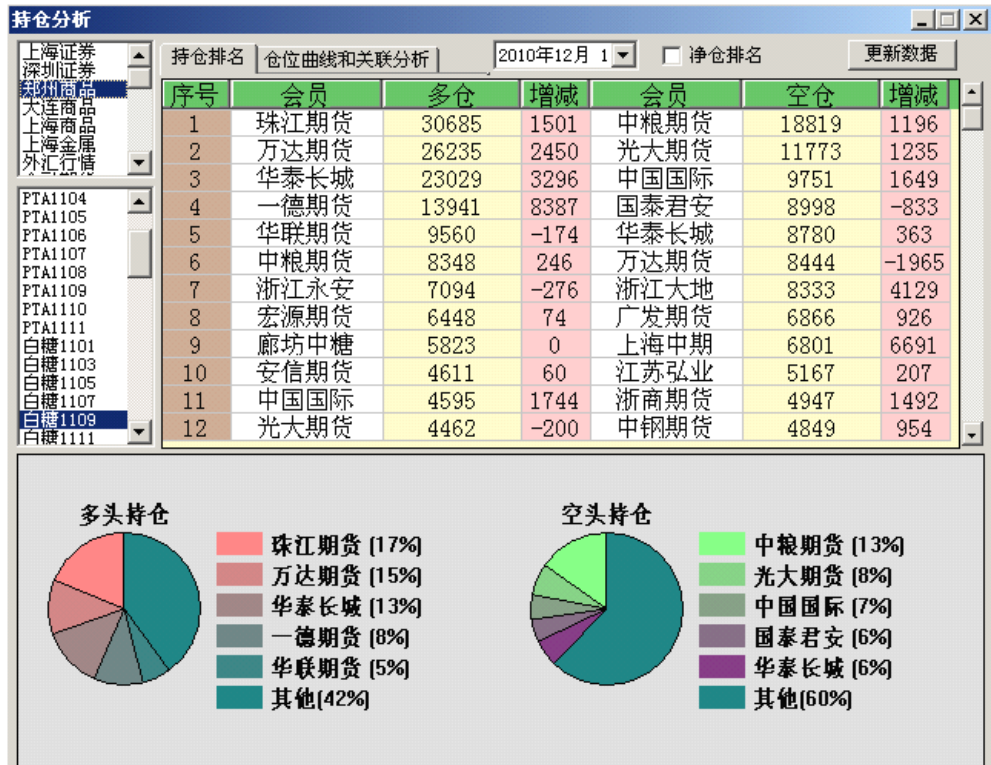 持仓分析
上海证券
深圳证券
郑州商品
大连商品
上海商品
上海金属
外汇行情
持仓排名 仓位曲线和关联分析 2010年12月 1 净仓排名 更新数据
序号 会员 多仓 增减 会员 空仓 增减
1 珠江期货 30685 1501 中粮期货 18819 1196
2 万达期货 26235 2450 光大期货 11773 1235
3 华泰长城 23029 3296 中国国际 9751 1649
4 一德期货 13941 8387 国泰君安 8998 -833
5 华联期货 9560 -174 华泰长城 8780 363
6 中粮期货 8348 246 万达期货 8444 -1965
7 浙江永安 7094 -276 浙江大地 8333 4129
8 宏源期货 6448 74 广发期货 6866 926
9 廊坊中糖 5823 0 上海中期 6801 6691
10 安信期货 4611 60 江苏弘业 5167 207
11 中国国际 4595 1744 浙商期货 4947 1492
12 光大期货 4462 -200 中钢期货 4849 954
PTA1104
PTA1105
PTA1106
PTA1107
PTA1108
PTA1109
PTA1110
PTA1111
白糖1101
白糖1103
白糖1105
白糖1107
白糖1109
白糖1111
多头持仓
珠江期货 (17%)
万达期货 (15%)
华泰长城 (13%)
一德期货 (8%)
华联期货 (5%)
其他(42%)
空头持仓
中粮期货 (13%)
光大期货 (8%)
中国国际 (7%)
国泰君安 (6%)
华泰长城 (6%)
其他(60%)